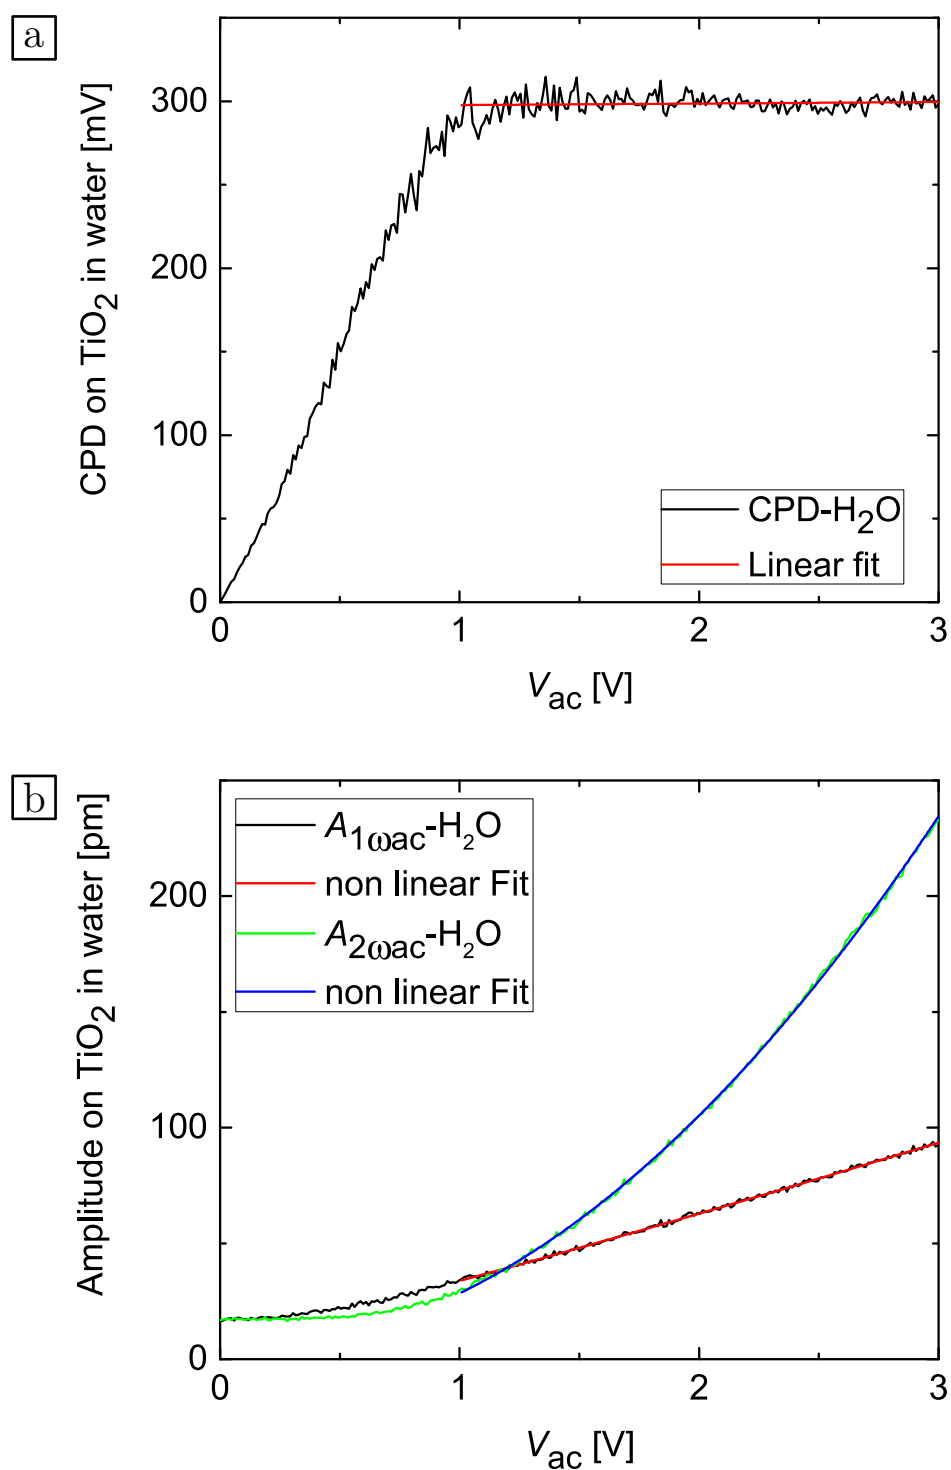 a
CPD on TiO2 in water [mV]
300
200
100
0
CPD-H2O
Linear fit
0 1 2 3
Vac [V]
b
Amplitude on TiO2 in water [pm]
200
100
0
A1ωac-H2O
non linear Fit
A2ωac-H2O
non linear Fit
0 1 2 3
Vac [V]